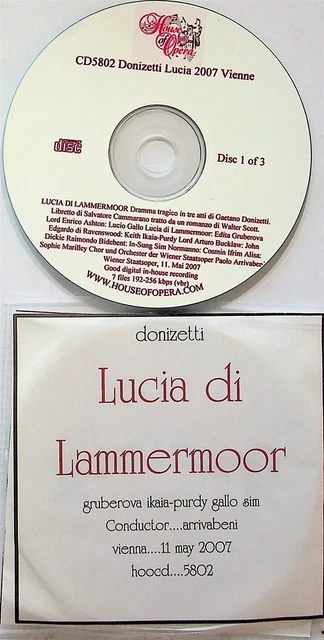 House
of
Opera
CD5802 Donizetti Lucia 2007 Vienne
disc
Disc 1 of 3
LUCIA DI LAMMERMOOR Dramma tragico in tre atti di Gaetano Donizetti.
Libretto di Salvatore Cammarano tratto da un romanzo di Walter Scott.
Lord Enrico Ashton: Lucio Gallo Lucia di Lammermoor: Edita Gruberova
Edgardo di Ravenswood: Keith Ikaia-Purdy Lord Arturo Bucklaw: John
Dickie Raimondo Bidebent: In-Sung Sim Normanno: Cosmin Ifrim Alisa:
Sophie Marilley Chor und Orchester der Wiener Staatsoper Paolo Arrivaben
Wiener Staatsoper, 11. Mai 2007
Good digital in-house recording
7 files 192-256 kbps (vbr)
WWW.HOUSEOFOPERA.COM
donizetti
Lucia di
Lammermoor
gruberova ikaia-purdy gallo sim
Conductor....arrivabeni
vienna....11 may 2007
hoocd....5802